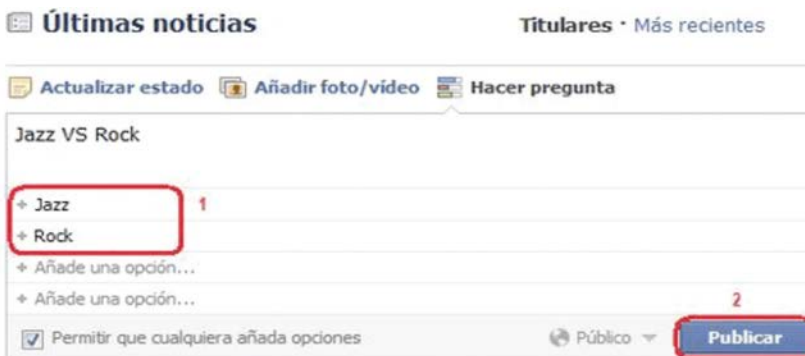 Últimas noticias Titulares · Más recientes
Actualizar estado Añadir foto/vídeo Hacer pregunta
Jazz VS Rock
+ Jazz 1
+ Rock
+ Añade una opción...
+ Añade una opción... 2
Permitir que cualquiera añada opciones Público Publicar